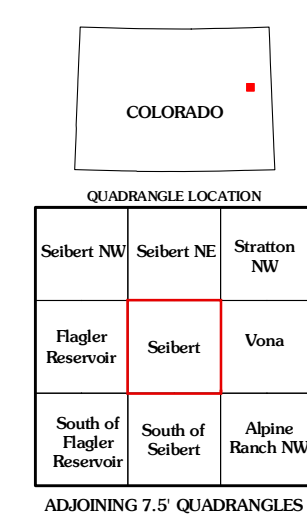 COLORADO
QUADRANGLE LOCATION
Seibert NW
Seibert NE
Stratton
NW
Flagler
Reservoir
Seibert
Vona
South of
Flagler
Reservoir
South of
Seibert
Alpine
Ranch NW
ADJOINING 7.5' QUADRANGLES